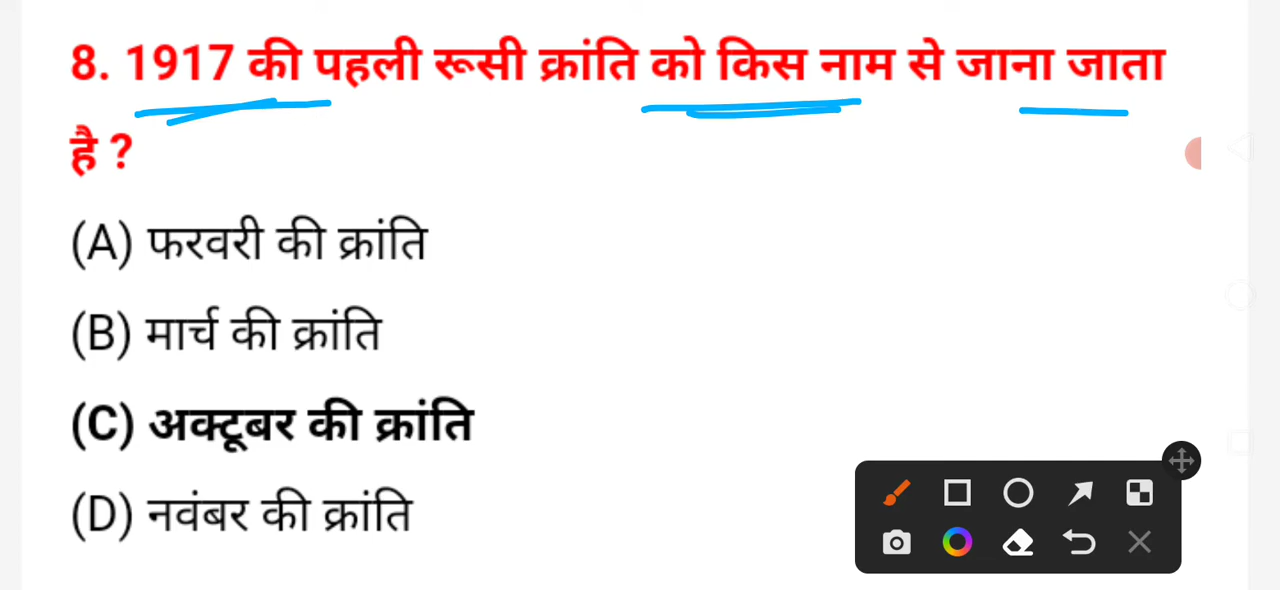 8. 1917 की पहली रूसी क्रांति को किस नाम से जाना जाता
है ?
(A) फरवरी की क्रांति
(B) मार्च की क्रांति
(C) अक्टूबर की क्रांति
(D) नवंबर की क्रांति